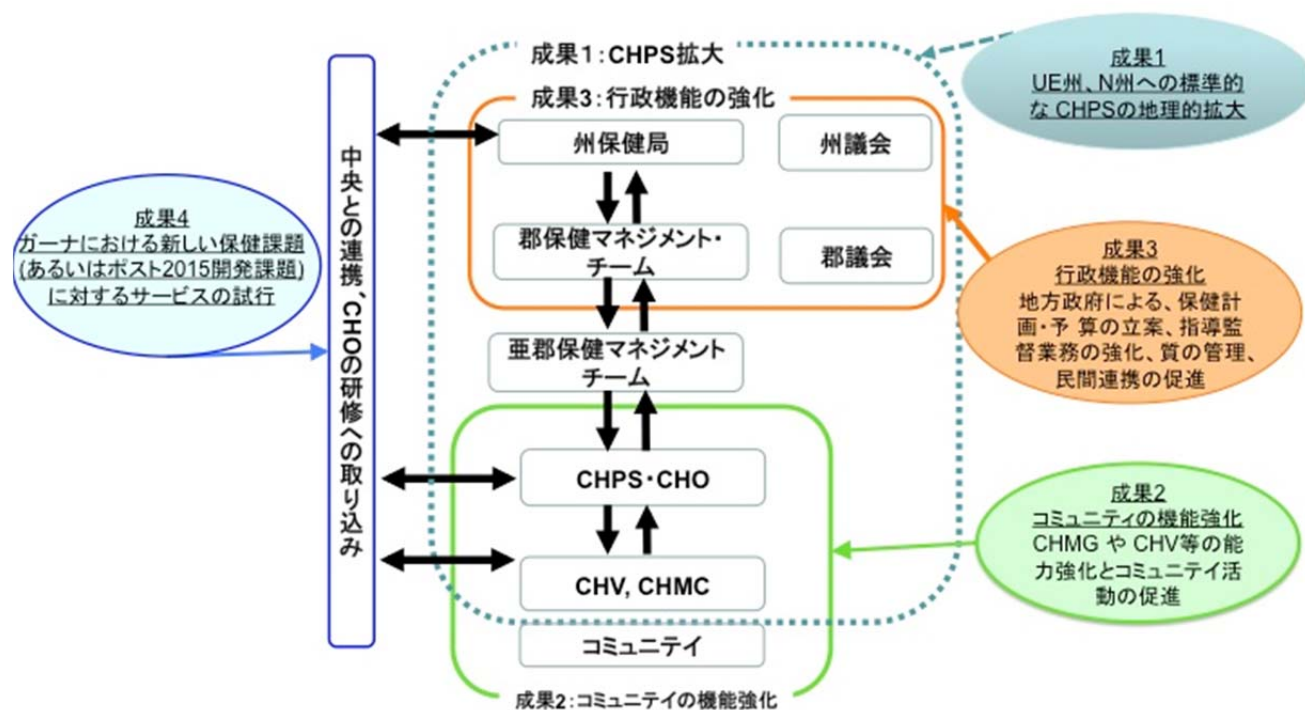 成果1：CHPS拡大
成果3：行政機能の強化
州保健局
州議会
郡保健マネジメント・
チーム
郡議会
亜郡保健マネジメント
チーム
CHPS・CHO
CHV, CHMC
コミュニテイ
成果2：コミュニテイの機能強化
中央との連携、CHOの研修への取り込み
成果4
ガーナにおける新しい保健課題
(あるいはポスト2015開発課題)
に対するサービスの試行
成果1
UE州、N州への標準的
な CHPSの地理的拡大
成果3
行政機能の強化
地方政府による、保健計
画・予 算の立案、指導監
督業務の強化、質の管理、
民間連携の促進
成果2
コミュニティの機能強化
CHMG や CHV等の能
力強化とコミュニテイ活
動の促進